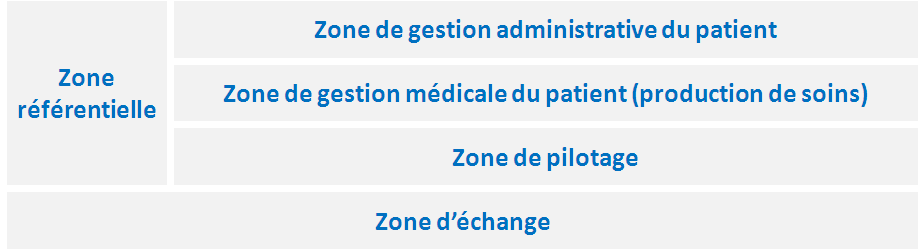 Zone
référentielle
Zone de gestion administrative du patient
Zone de gestion médicale du patient (production de soins)
Zone de pilotage
Zone d’échange